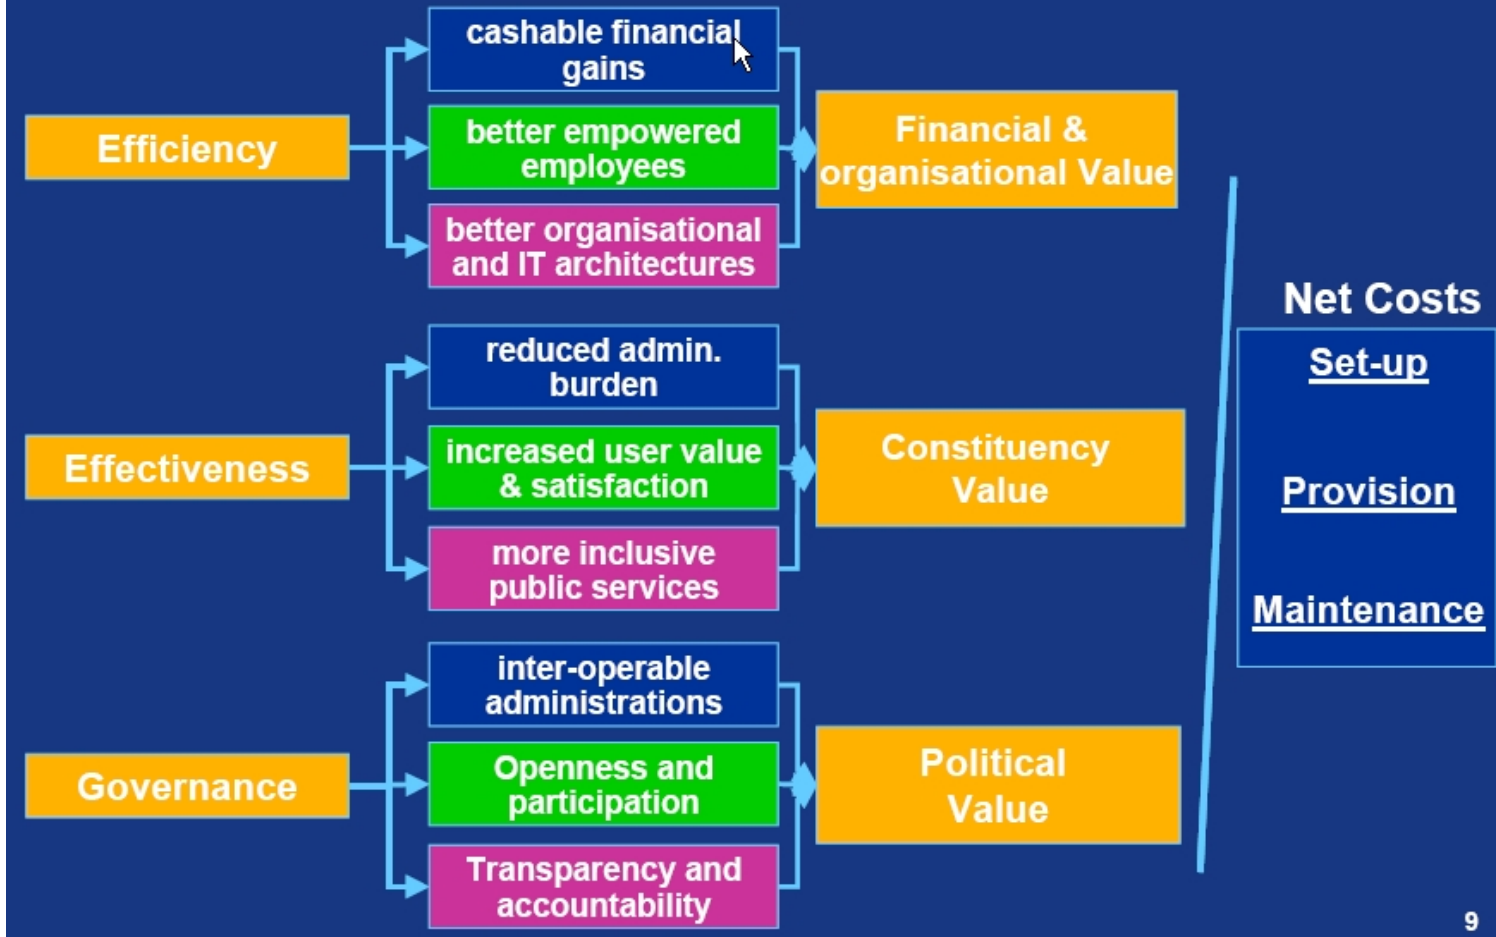 Efficiency
cashable financial
gains
better empowered
employees
better organisational
and IT architectures
Financial &
organisational Value
Effectiveness
reduced admin.
burden
increased user value
& satisfaction
more inclusive
public services
Constituency
Value
Governance
inter-operable
administrations
Openness and
participation
Transparency and
accountability
Political
Value
Net Costs
Set-up
Provision
Maintenance
9